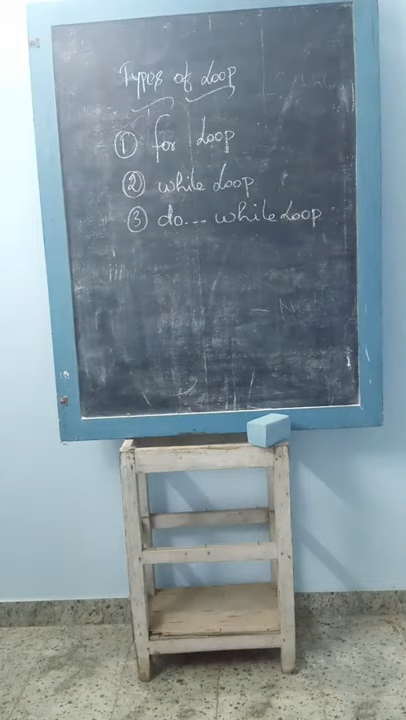 Types of Loop
① for Loop
② while Loop
③ do... while Loop